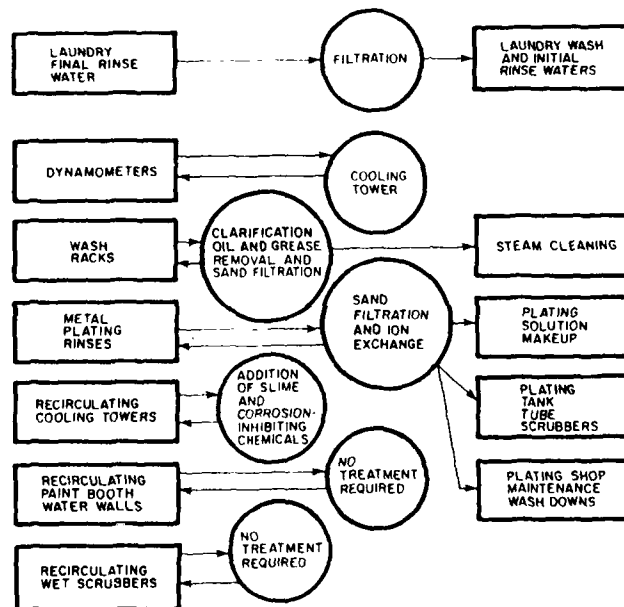 LAUNDRY
FINAL RINSE
WATER
FILTRATION
LAUNDRY WASH
AND INITIAL
RINSE WATERS
DYNAMOMETERS
COOLING
TOWER
WASH
RACKS
CLARIFICATION
OIL AND GREASE
REMOVAL AND
SAND FILTRATION
STEAM CLEANING
METAL
PLATING
RINSES
SAND
FILTRATION
AND ION
EXCHANGE
PLATING
SOLUTION
MAKEUP
RECIRCULATING
COOLING TOWERS
ADDITION
OF SLIME
AND
CORROSION-
INHIBITING
CHEMICALS
PLATING
TANK
TUBE
SCRUBBERS
RECIRCULATING
PAINT BOOTH
WATER WALLS
NO
TREATMENT
REQUIRED
PLATING SHOP
MAINTENANCE
WASH DOWNS
RECIRCULATING
WET SCRUBBERS
NO
TREATMENT
REQUIRED